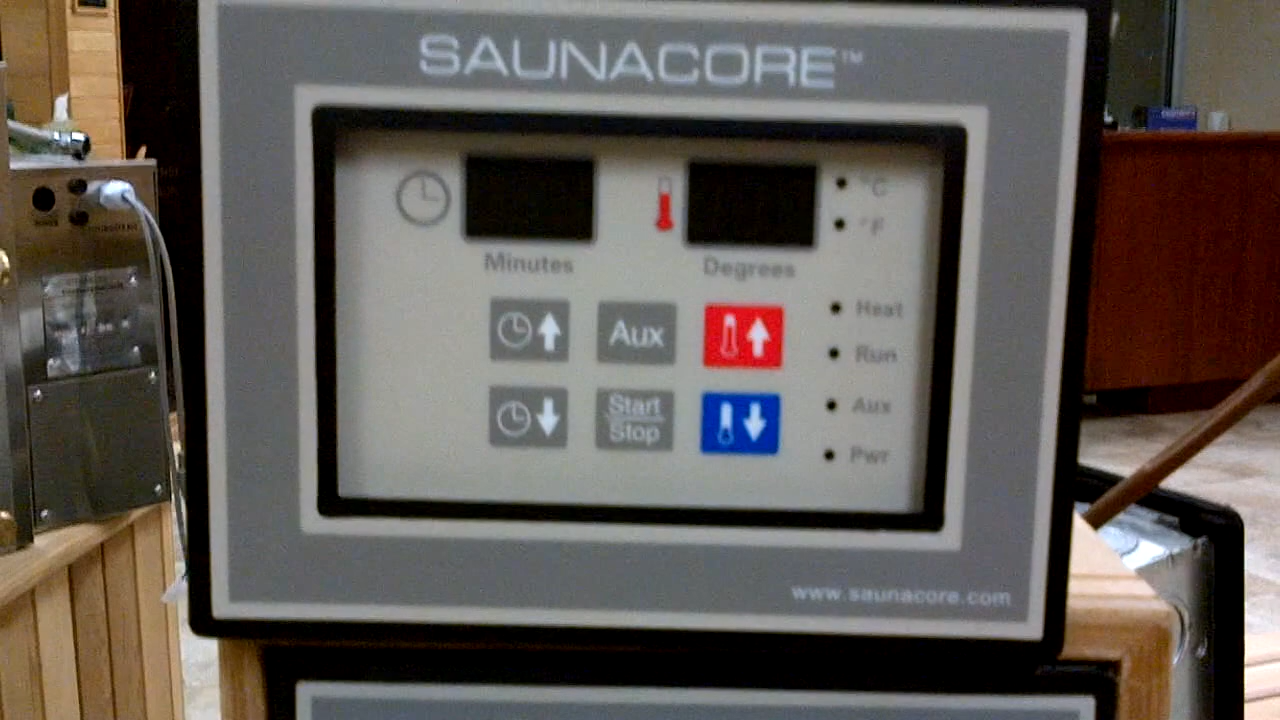 SAUNACORE™
°C
°F
Minutes
Degrees
Heat
Aux
Run
Start
Stop
Aux
Pwr
www.saunacore.com